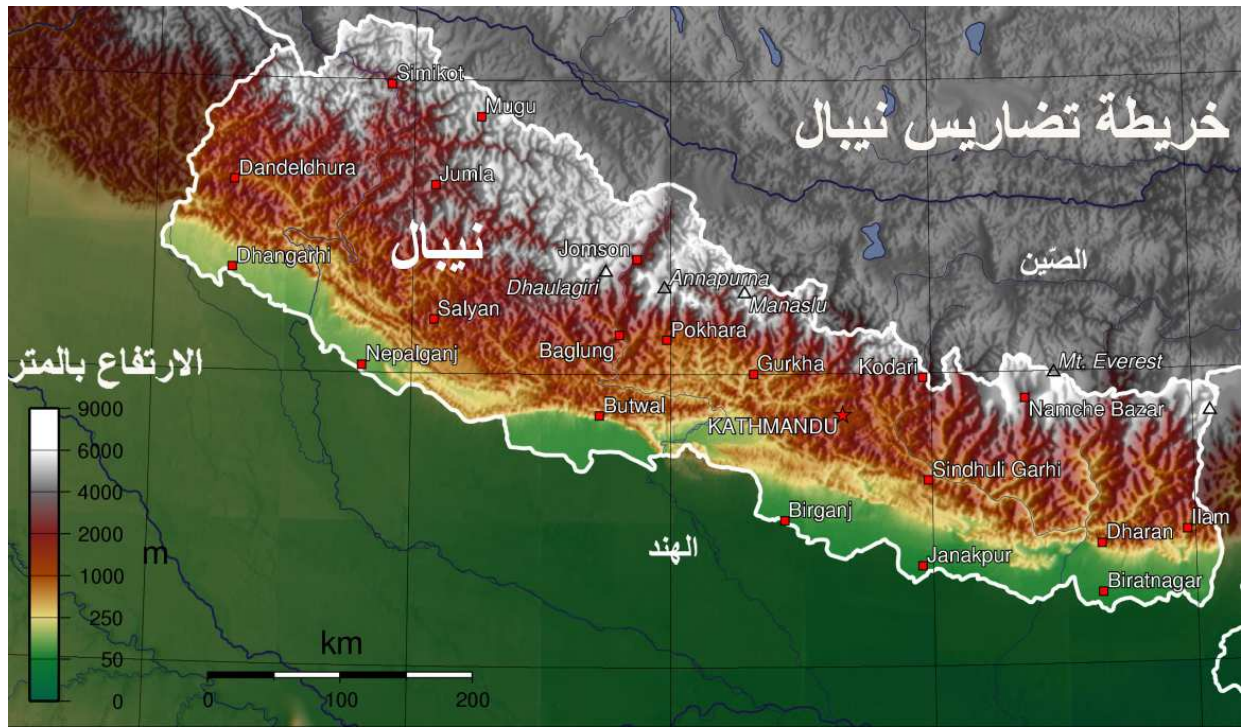 Simikot
Mugu
خريطة تضاريس نيبال
Dandeldhura
Jumla
نيبال
Dhangarhi
Jomson
الصّين
Dhaulagiri
Annapurna
Manaslu
Salyan
Pokhara
Baglung
Nepalganj
الارتفاع بالمتر
Gurkha
Kodari
Mt. Everest
9000
Butwal
KATHMANDU
Namche Bazar
6000
4000
Sindhuli Garhi
2000
m
Birganj
الهند
Dharan
Ilam
1000
Janakpur
Biratnagar
250
km
50
0
0 100 200